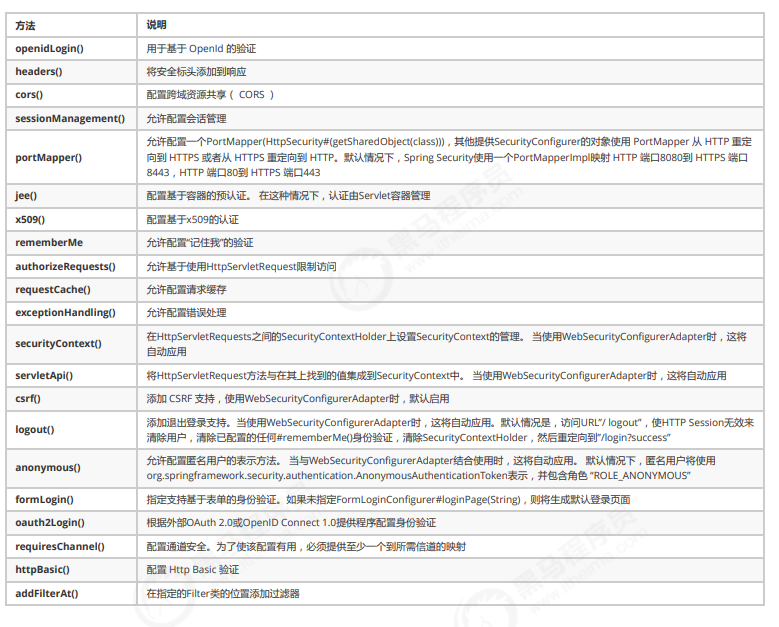 方法 说明
openidLogin() 用于基于 OpenId 的验证
headers() 将安全标头添加到响应
cors() 配置跨域资源共享（ CORS ）
sessionManagement() 允许配置会话管理
portMapper() 允许配置一个PortMapper(HttpSecurity#(getSharedObject(class)))，其他提供SecurityConfigurer的对象使用 PortMapper 从 HTTP 重定
向到 HTTPS 或者从 HTTPS 重定向到 HTTP。默认情况下，Spring Security使用一个PortMapperImpl映射 HTTP 端口8080到 HTTPS 端口
8443，HTTP 端口80到 HTTPS 端口443
jee() 配置基于容器的预认证。 在这种情况下，认证由Servlet容器管理
x509() 配置基于x509的认证
rememberMe 允许配置“记住我”的验证
authorizeRequests() 允许基于使用HttpServletRequest限制访问
requestCache() 允许配置请求缓存
exceptionHandling() 允许配置错误处理
securityContext() 在HttpServletRequests之间的SecurityContextHolder上设置SecurityContext的管理。 当使用WebSecurityConfigurerAdapter时，这将
自动应用
servletApi() 将HttpServletRequest方法与在其上找到的值集成到SecurityContext中。 当使用WebSecurityConfigurerAdapter时，这将自动应用
csrf() 添加 CSRF 支持，使用WebSecurityConfigurerAdapter时，默认启用
logout() 添加退出登录支持。当使用WebSecurityConfigurerAdapter时，这将自动应用。默认情况是，访问URL”/ logout”，使HTTP Session无效来
清除用户，清除已配置的任何#rememberMe()身份验证，清除SecurityContextHolder，然后重定向到”/login?success”
anonymous() 允许配置匿名用户的表示方法。 当与WebSecurityConfigurerAdapter结合使用时，这将自动应用。 默认情况下，匿名用户将使用
org.springframework.security.authentication.AnonymousAuthenticationToken表示，并包含角色 “ROLE_ANONYMOUS”
formLogin() 指定支持基于表单的身份验证。如果未指定FormLoginConfigurer#loginPage(String)，则将生成默认登录页面
oauth2Login() 根据外部OAuth 2.0或OpenID Connect 1.0提供程序配置身份验证
requiresChannel() 配置通道安全。为了使该配置有用，必须提供至少一个到所需信道的映射
httpBasic() 配置 Http Basic 验证
addFilterAt() 在指定的Filter类的位置添加过滤器
黑马程序员
www.itheima.com
黑马程序员